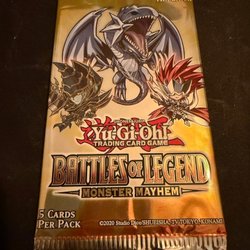 Yu-Gi-Oh!
TRADING CARD GAME
BATTLES OF LEGEND
MONSTER MAYHEM
5 CARDS
PER PACK
©2020 Studio Dice/SHUEISHA, TV TOKYO, KONAMI